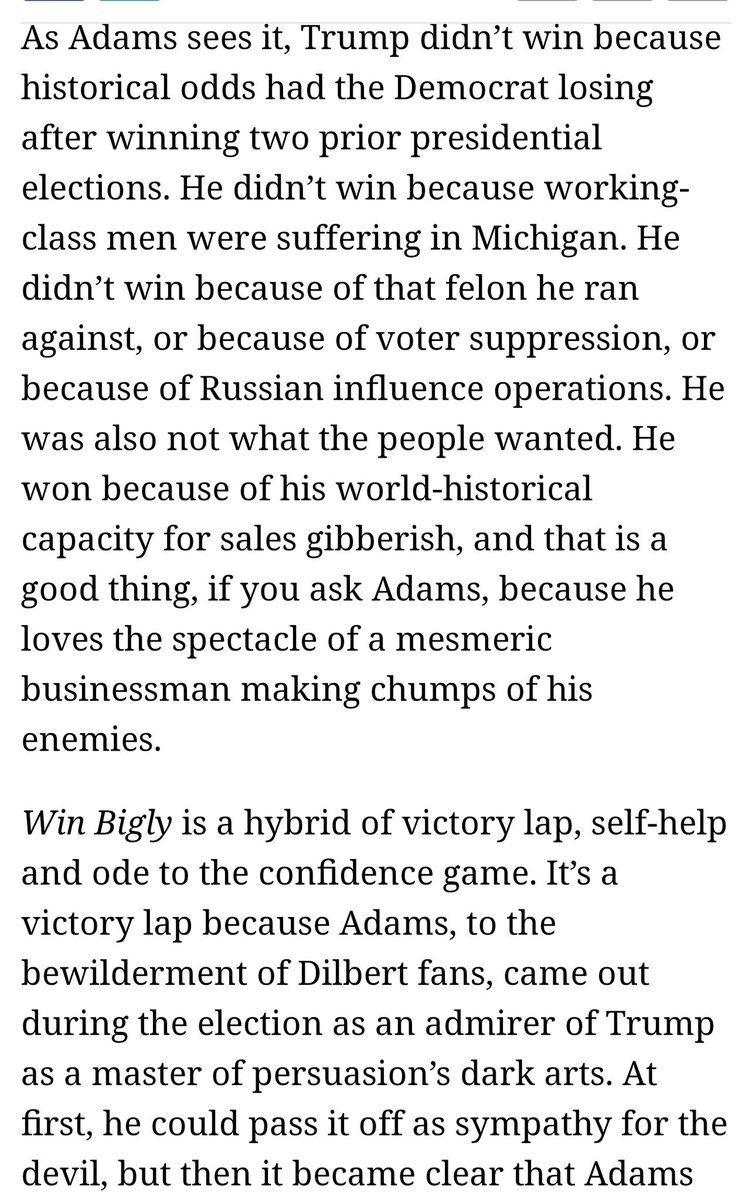 As Adams sees it, Trump didn’t win because
historical odds had the Democrat losing
after winning two prior presidential
elections. He didn’t win because working-
class men were suffering in Michigan. He
didn’t win because of that felon he ran
against, or because of voter suppression, or
because of Russian influence operations. He
was also not what the people wanted. He
won because of his world-historical
capacity for sales gibberish, and that is a
good thing, if you ask Adams, because he
loves the spectacle of a mesmeric
businessman making chumps of his
enemies.
Win Bigly is a hybrid of victory lap, self-help
and ode to the confidence game. It’s a
victory lap because Adams, to the
bewilderment of Dilbert fans, came out
during the election as an admirer of Trump
as a master of persuasion’s dark arts. At
first, he could pass it off as sympathy for the
devil, but then it became clear that Adams